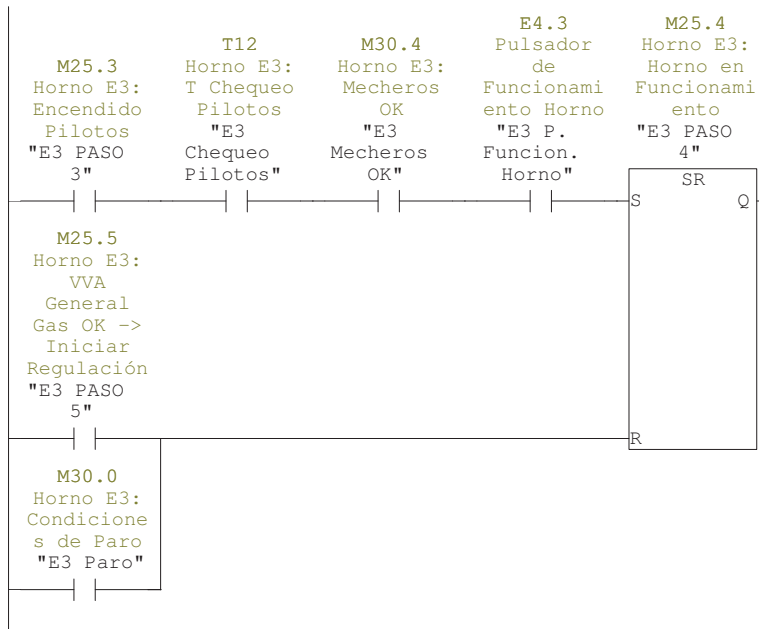 M25.3
Horno E3:
Encendido
Pilotos
"E3 PASO
3"
T12
Horno E3:
T Chequeo
Pilotos
"E3
Chequeo
Pilotos"
M30.4
Horno E3:
Mecheros
OK
"E3
Mecheros
OK"
E4.3
Pulsador
de
Funcionami
ento Horno
"E3 P.
Funcion.
Horno"
M25.4
Horno E3:
Horno en
Funcionami
ento
"E3 PASO
4"
SR
S
Q
M25.5
Horno E3:
VVA
General
Gas OK ->
Iniciar
Regulación
"E3 PASO
5"
R
M30.0
Horno E3:
Condicione
s de Paro
"E3 Paro"